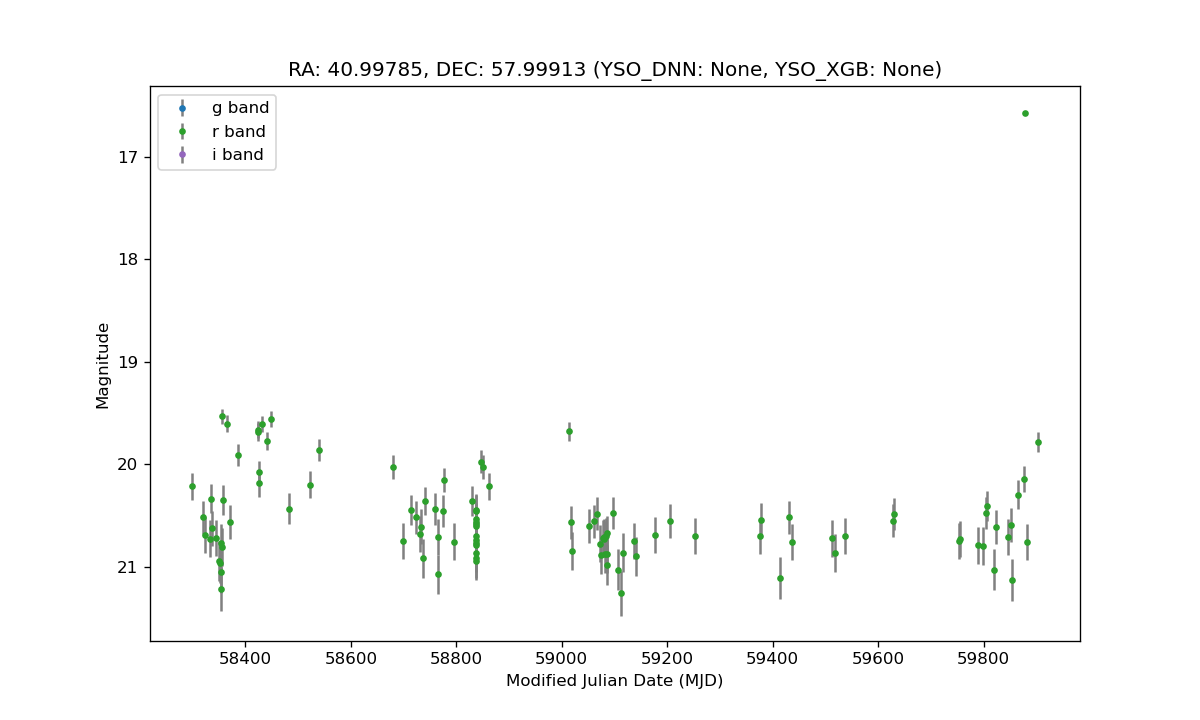 RA: 40.99785, DEC: 57.99913 (YSO_DNN: None, YSO_XGB: None)
g band
r band
i band
17
18
19
20
21
Magnitude
58400 58600 58800 59000 59200 59400 59600 59800
Modified Julian Date (MJD)